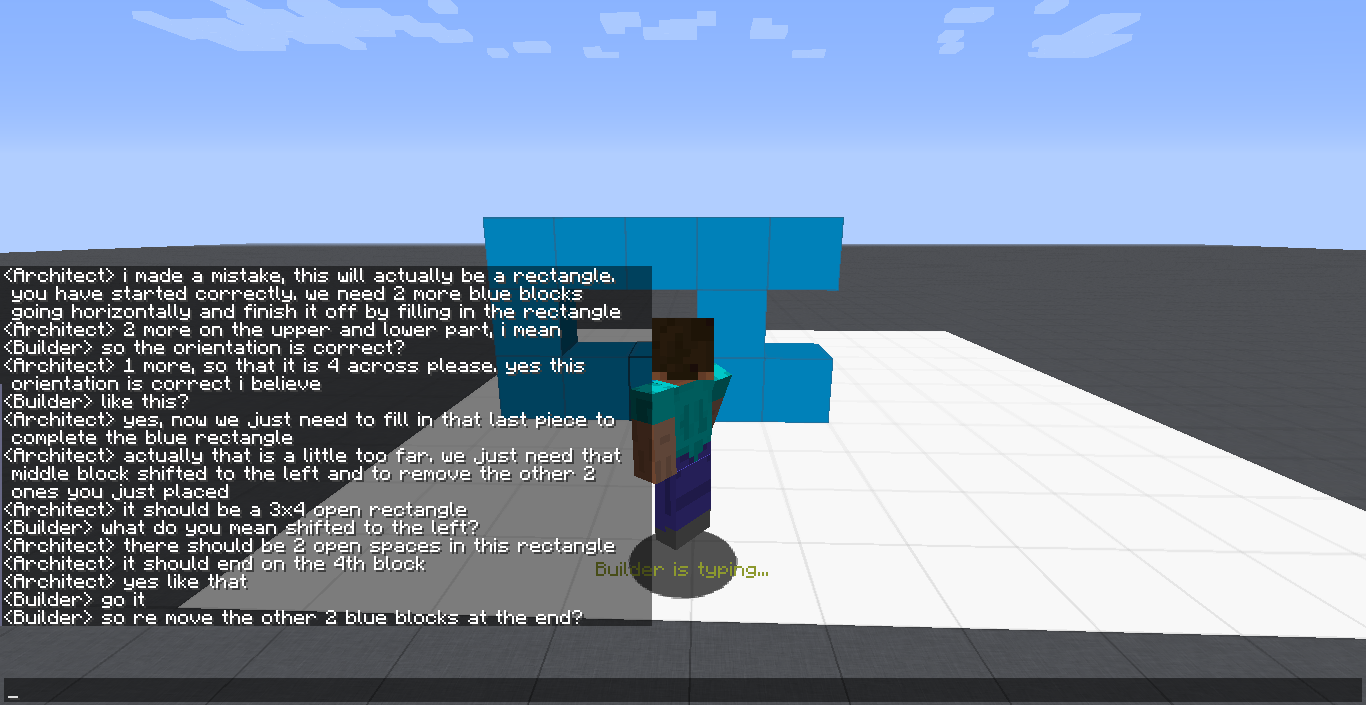 <Architect> i made a mistake, this will actually be a rectangle.
you have started correctly. we need 2 more blue blocks
going horizontally and finish it off by filling in the rectangle
<Architect> 2 more on the upper and lower part, i mean
<Builder> so the orientation is correct?
<Architect> 1 more, so that it is 4 across please. yes this
orientation is correct i believe
<Builder> like this?
<Architect> yes, now we just need to fill in that last piece to
complete the blue rectangle
<Architect> actually that is a little too far. we just need that
middle block shifted to the left and to remove the other 2
ones you just placed
<Architect> it should be a 3x4 open rectangle
<Builder> what do you mean shifted to the left?
<Architect> there should be 2 open spaces in this rectangle
<Architect> it should end on the 4th block
<Architect> yes like that
<Builder> go it
<Builder> so re move the other 2 blue blocks at the end?
Builder is typing...
_